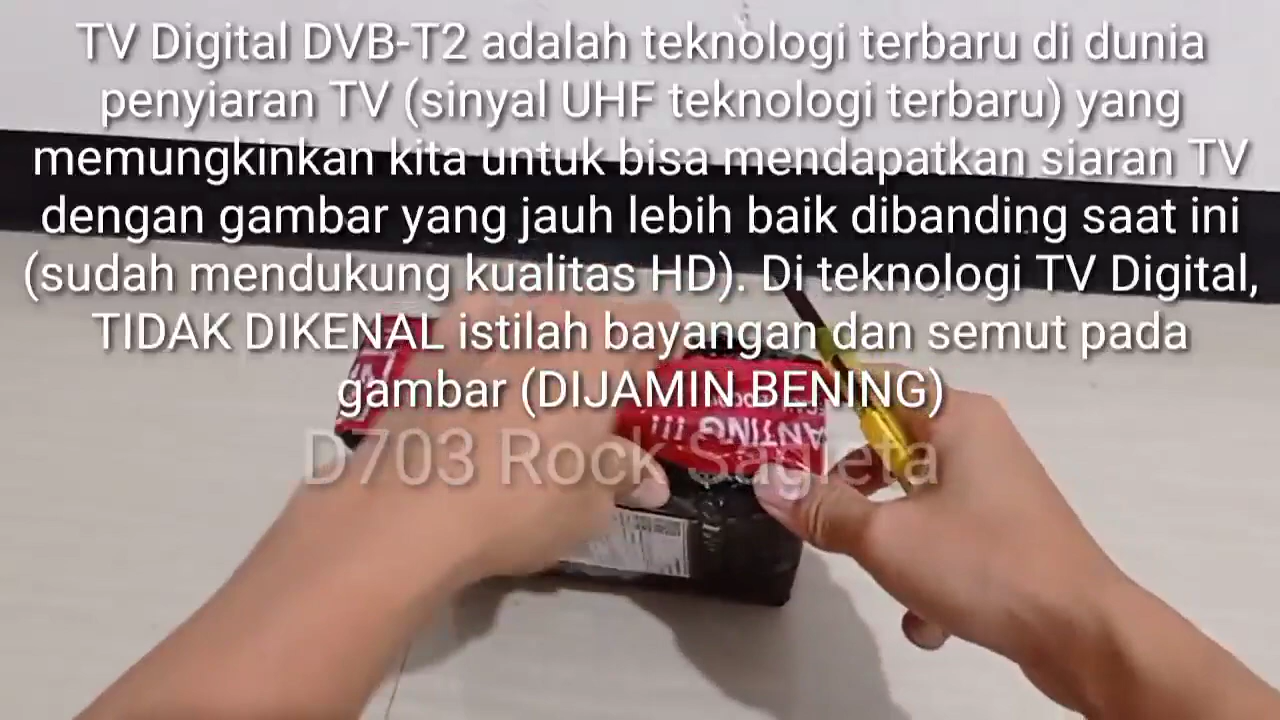 TV Digital DVB-T2 adalah teknologi terbaru di dunia
penyiaran TV (sinyal UHF teknologi terbaru) yang
memungkinkan kita untuk bisa mendapatkan siaran TV
dengan gambar yang jauh lebih baik dibanding saat ini
(sudah mendukung kualitas HD). Di teknologi TV Digital,
TIDAK DIKENAL istilah bayangan dan semut pada
gambar (DIJAMIN BENING)
D703 Rock Sagieta
ANTING !!!